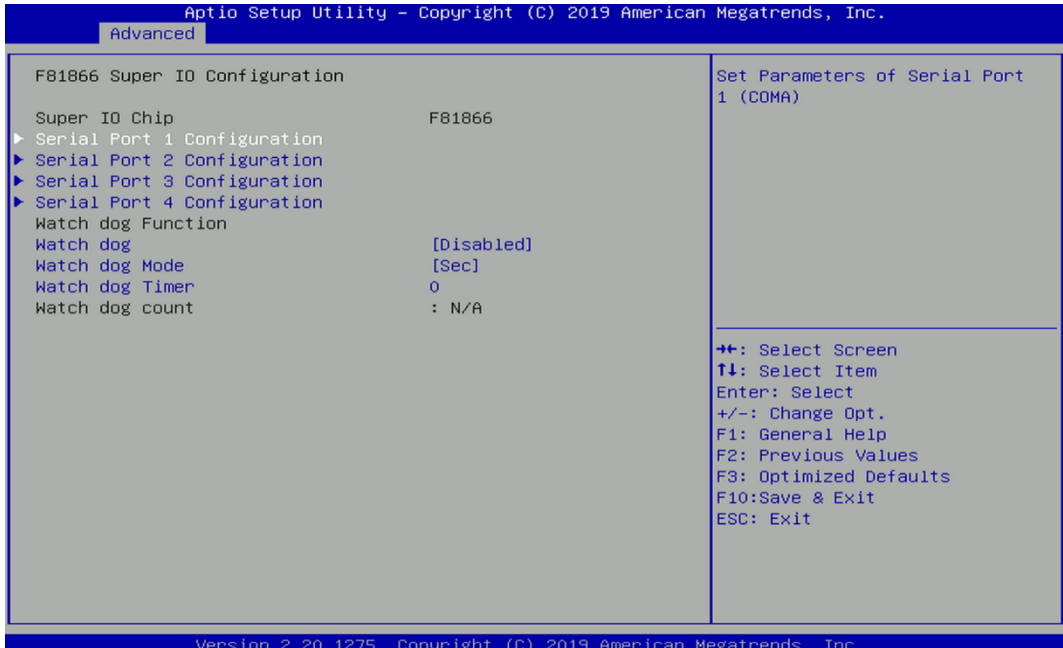 Aptio Setup Utility – Copyright (C) 2019 American Megatrends, Inc.
Advanced
F81866 Super IO Configuration
Super IO Chip F81866
▶ Serial Port 1 Configuration
▶ Serial Port 2 Configuration
▶ Serial Port 3 Configuration
▶ Serial Port 4 Configuration
Watch dog Function
Watch dog [Disabled]
Watch dog Mode [Sec]
Watch dog Timer 0
Watch dog count : N/A
Set Parameters of Serial Port
1 (COMA)
→←: Select Screen
↑↓: Select Item
Enter: Select
+/-: Change Opt.
F1: General Help
F2: Previous Values
F3: Optimized Defaults
F10:Save & Exit
ESC: Exit
Version 2.20.1275. Copyright (C) 2019 American Megatrends, Inc.